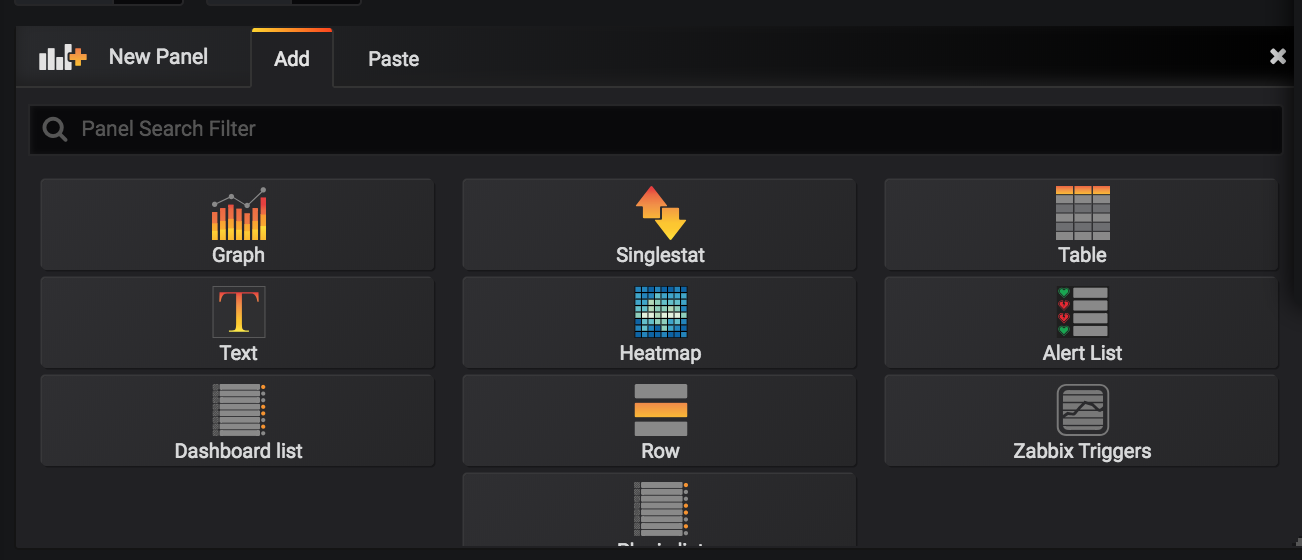 New Panel
Add
Paste
Panel Search Filter
Graph
Singlestat
Table
Text
Heatmap
Alert List
Dashboard list
Row
Zabbix Triggers